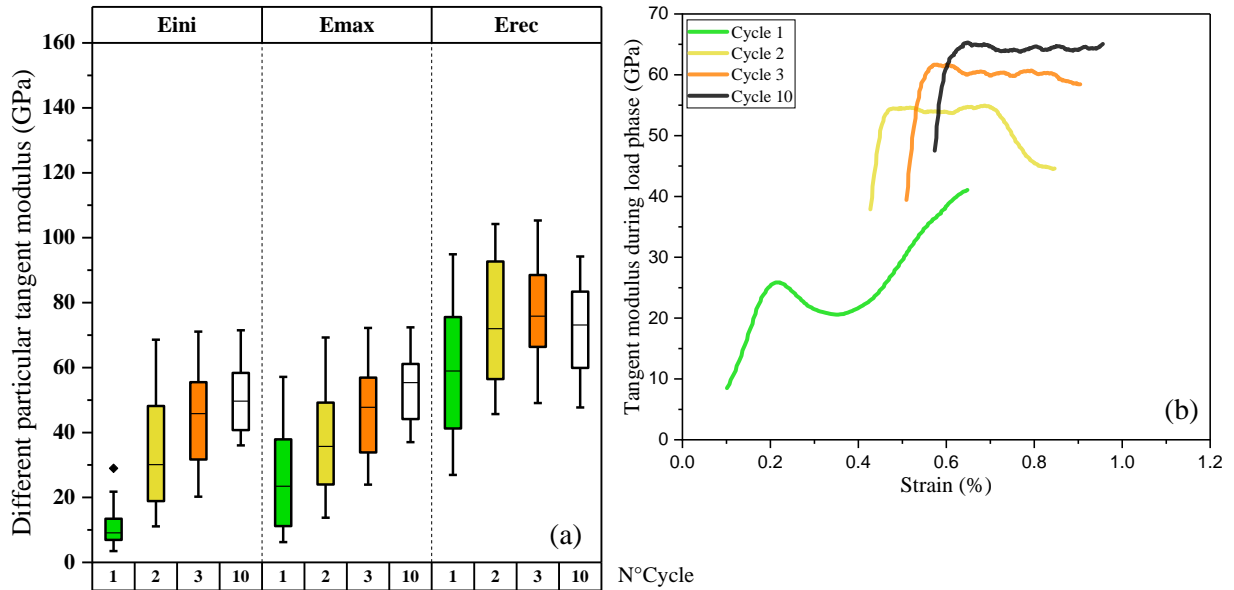 Eini Emax Erec
Different particular tangent modulus (GPa)
160
140
120
100
80
60
40
20
0
(a)
1 2 3 10 1 2 3 10 1 2 3 10
N°Cycle
Tangent modulus during load phase (GPa)
70
60
50
40
30
20
10
0
Cycle 1
Cycle 2
Cycle 3
Cycle 10
(b)
0.0 0.2 0.4 0.6 0.8 1.0 1.2
Strain (%)